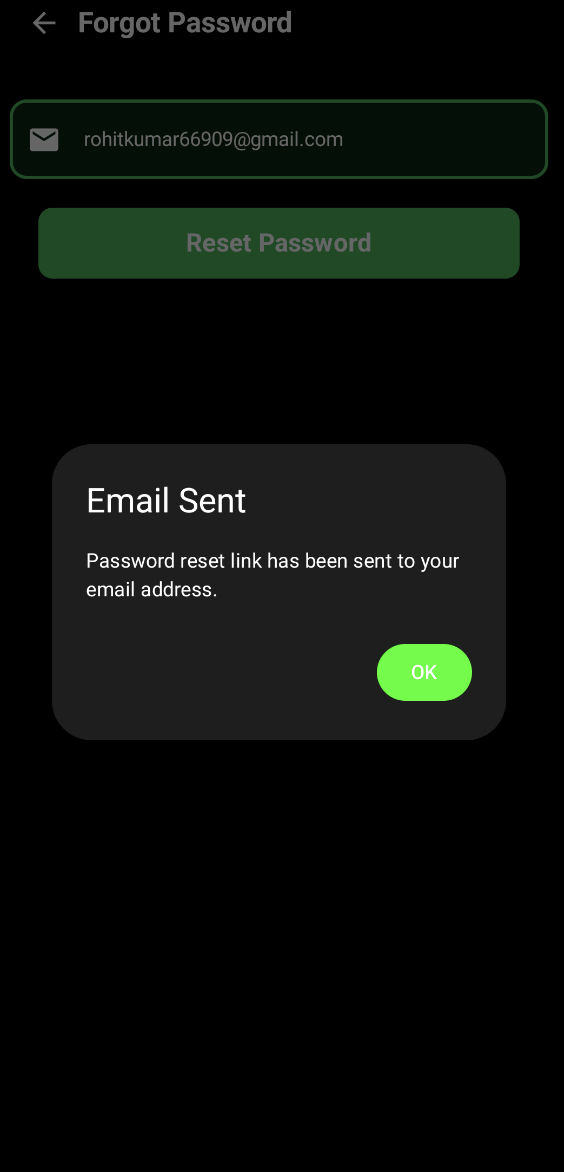 Forgot Password
rohitkumar66909@gmail.com
Reset Password
Email Sent
Password reset link has been sent to your
email address.
OK